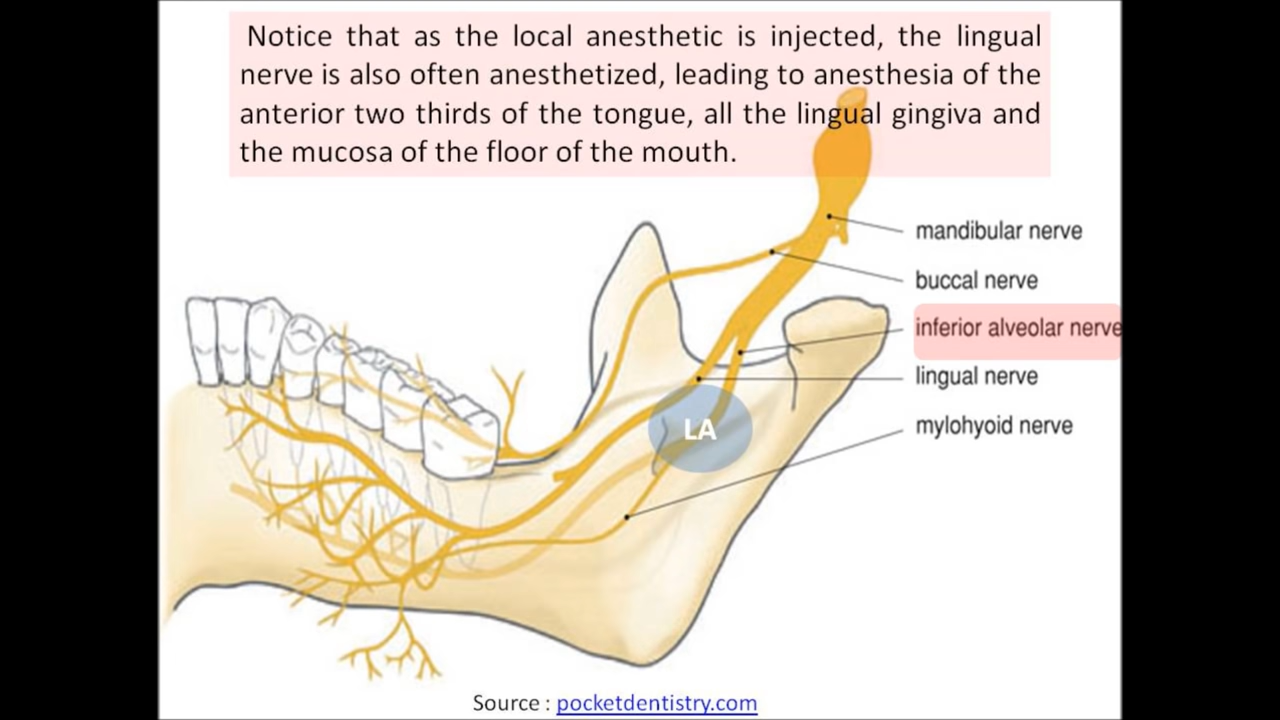 Notice that as the local anesthetic is injected, the lingual
nerve is also often anesthetized, leading to anesthesia of the
anterior two thirds of the tongue, all the lingual gingiva and
the mucosa of the floor of the mouth.
mandibular nerve
buccal nerve
inferior alveolar nerve
lingual nerve
LA
mylohyoid nerve
Source : pocketdentistry.com